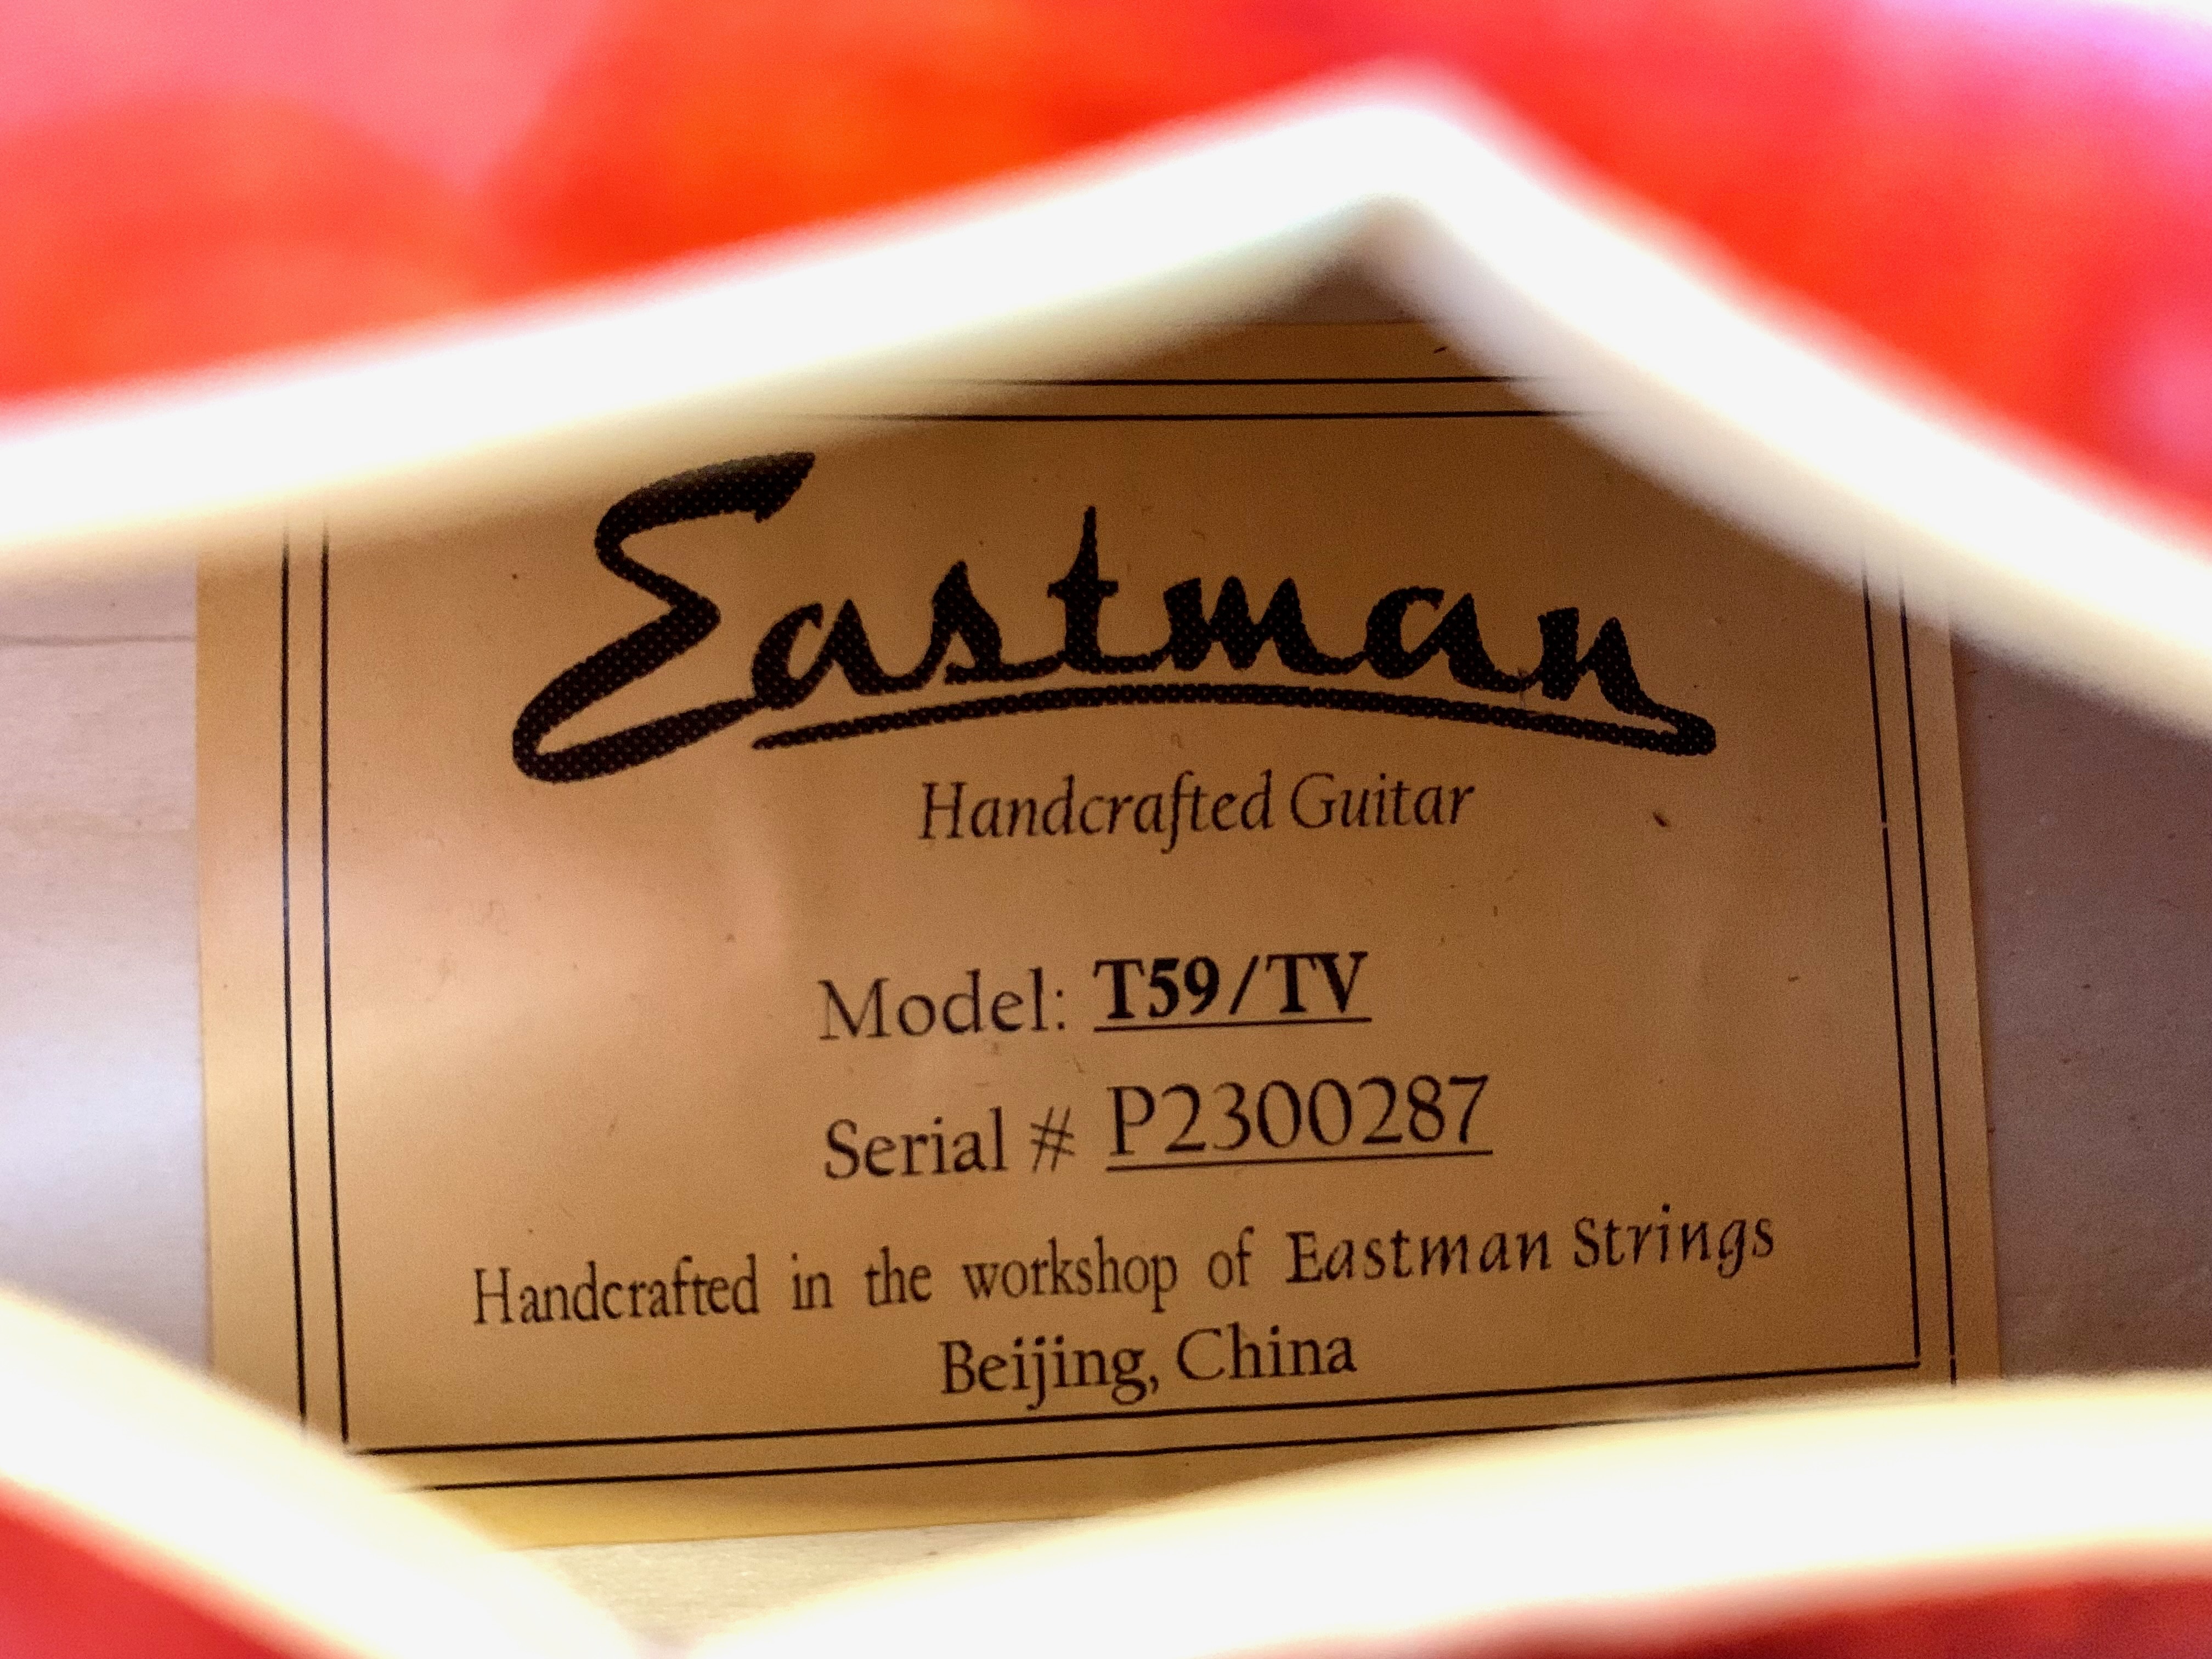 Eastman
Handcrafted Guitar
Model: T59/TV
Serial # P2300287
Handcrafted in the workshop of Eastman Strings
Beijing, China